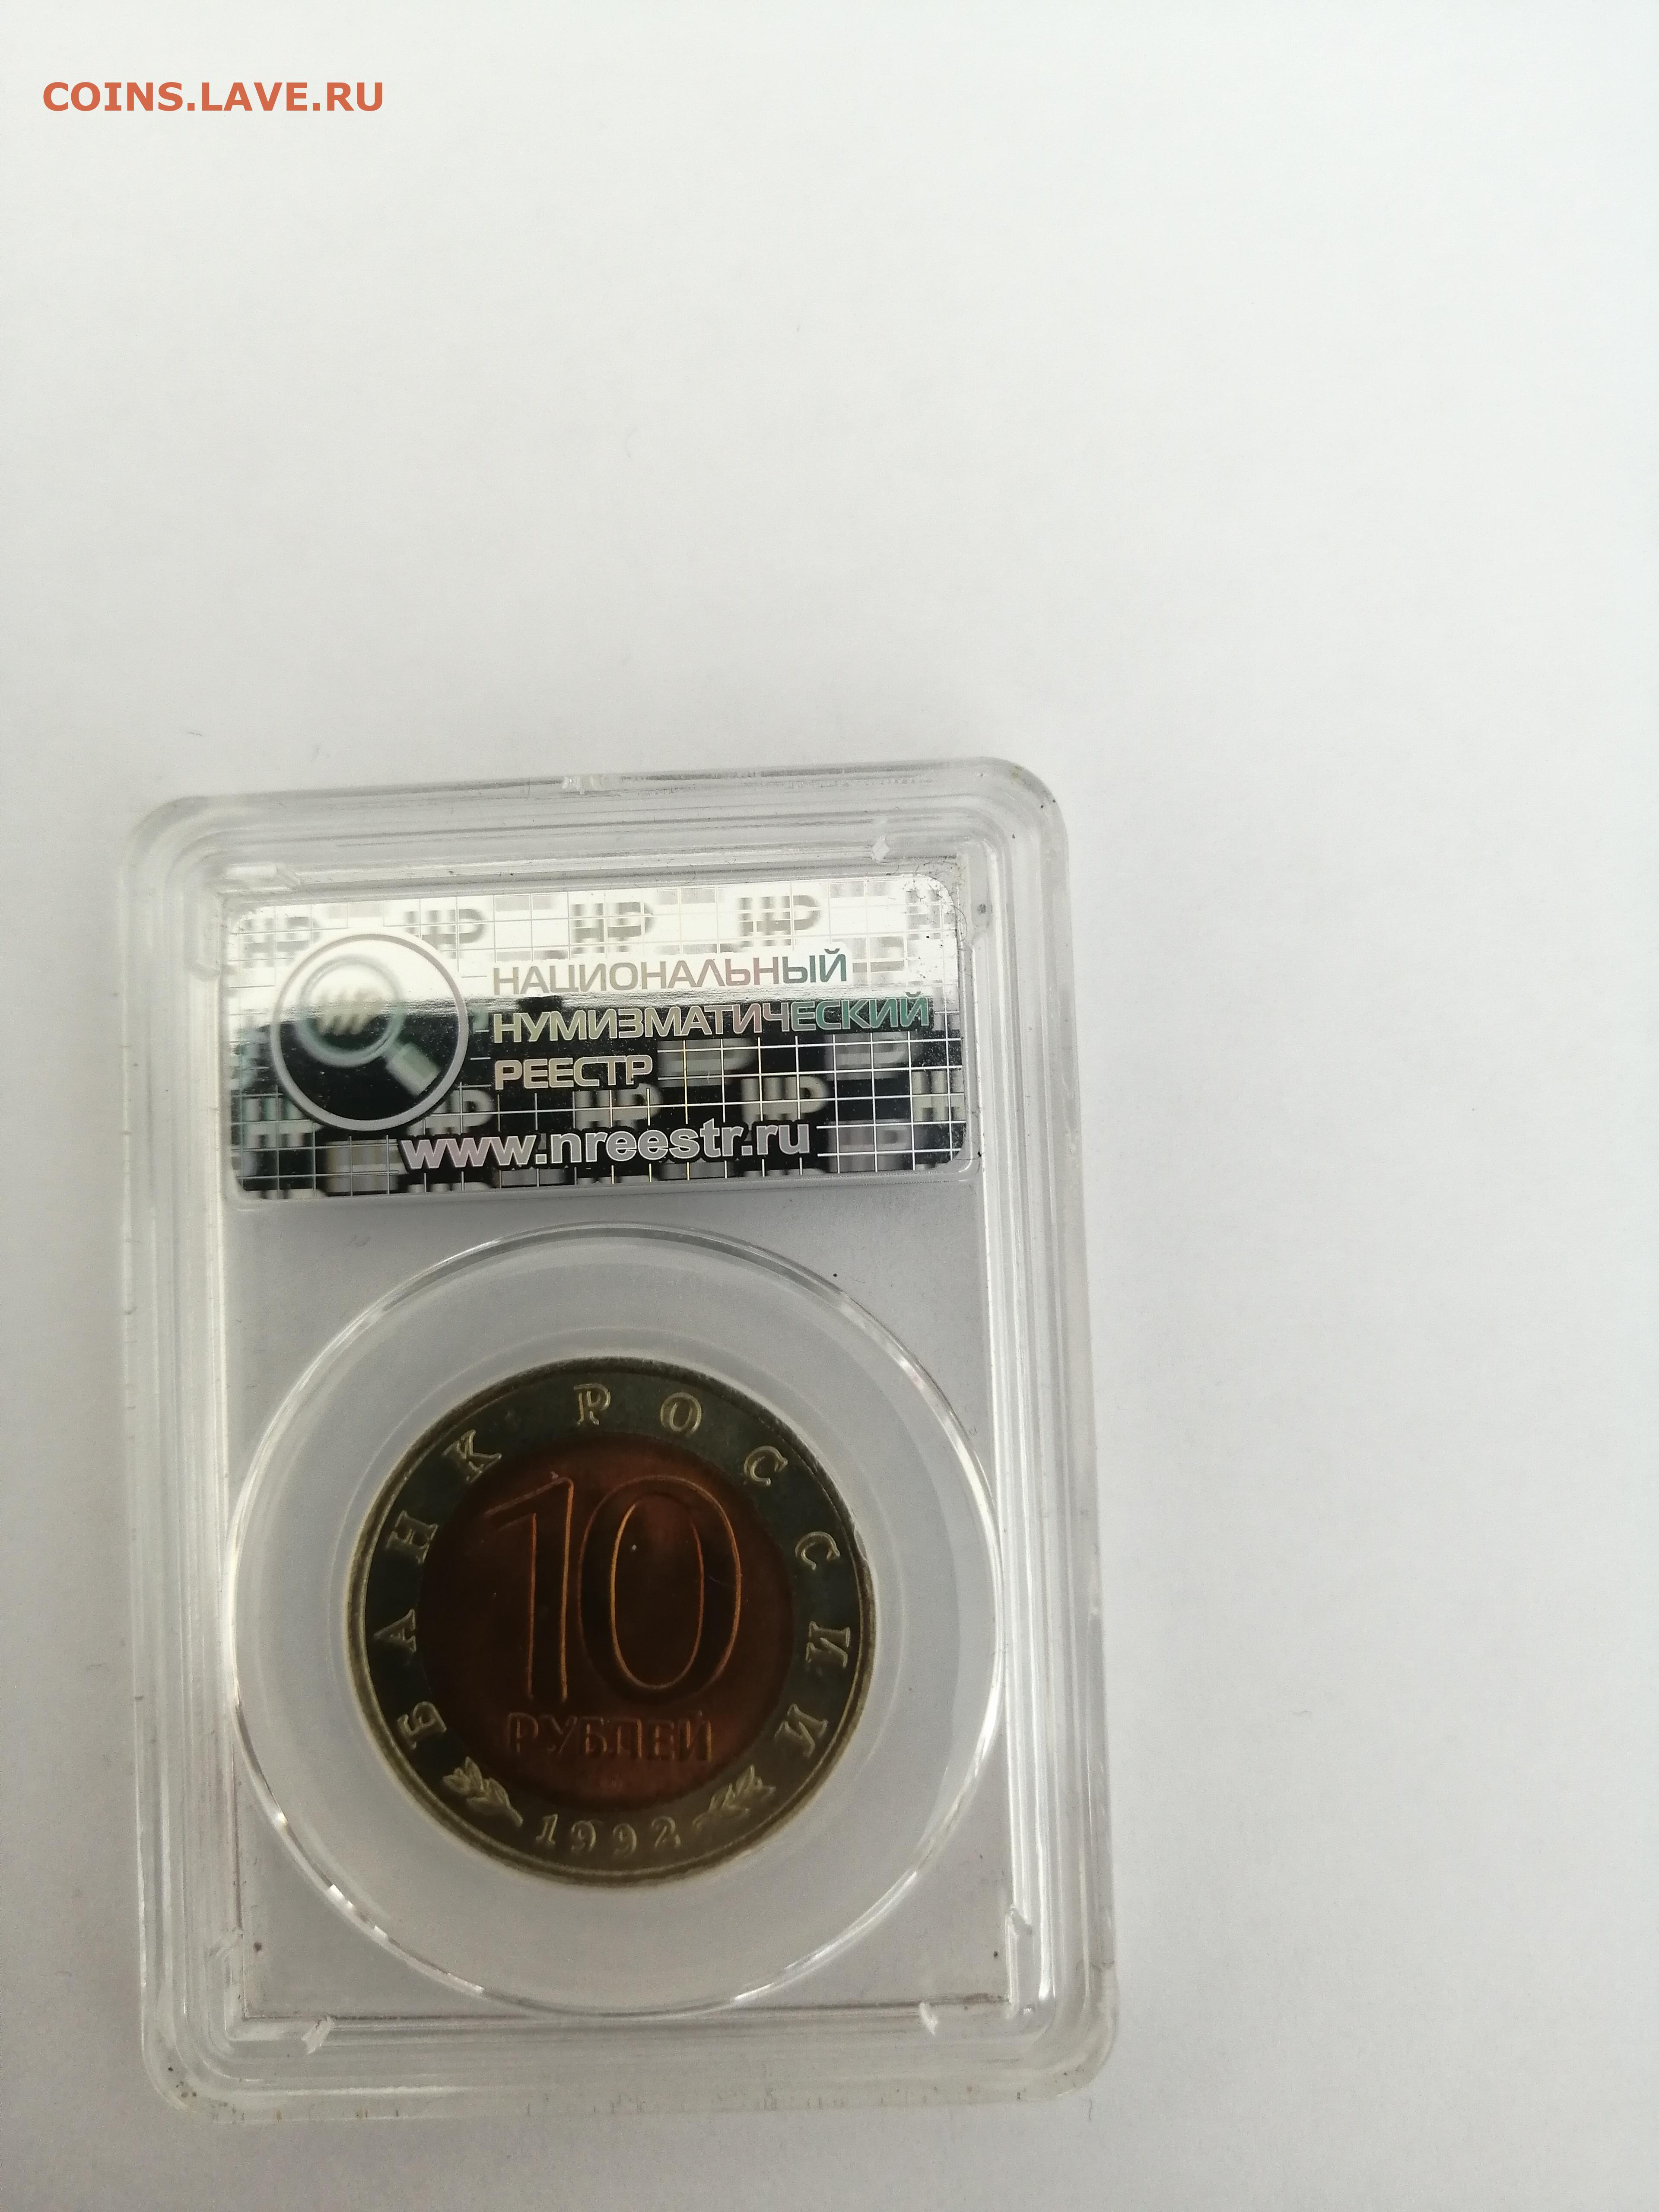 COINS.LAVE.RU
НАЦИОНАЛЬНЫЙ
НУМИЗМАТИЧЕСКИЙ
РЕЕСТР
www.nreestr.ru
БАНК РОССИИ
10
РУБЛЕЙ
1992